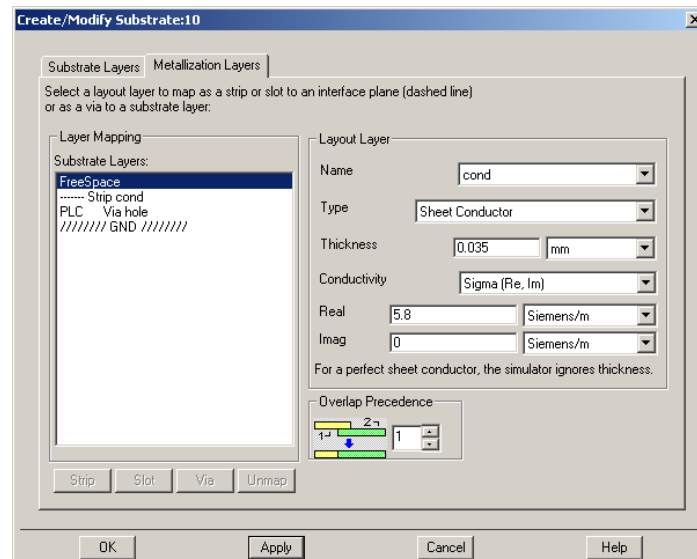 Create/Modify Substrate:10
Substrate Layers
Metallization Layers
Select a layout layer to map as a strip or slot to an interface plane (dashed line)
or as a via to a substrate layer:
Layer Mapping
Substrate Layers:
FreeSpace
------ Strip cond
PLC Via hole
//////// GND ////////
Strip
Slot
Via
Unmap
Layout Layer
Name
cond
Type
Sheet Conductor
Thickness
0.035
mm
Conductivity
Sigma (Re, Im)
Real
5.8
Siemens/m
Imag
0
Siemens/m
For a perfect sheet conductor, the simulator ignores thickness.
Overlap Precedence
1
2
1
OK
Apply
Cancel
Help